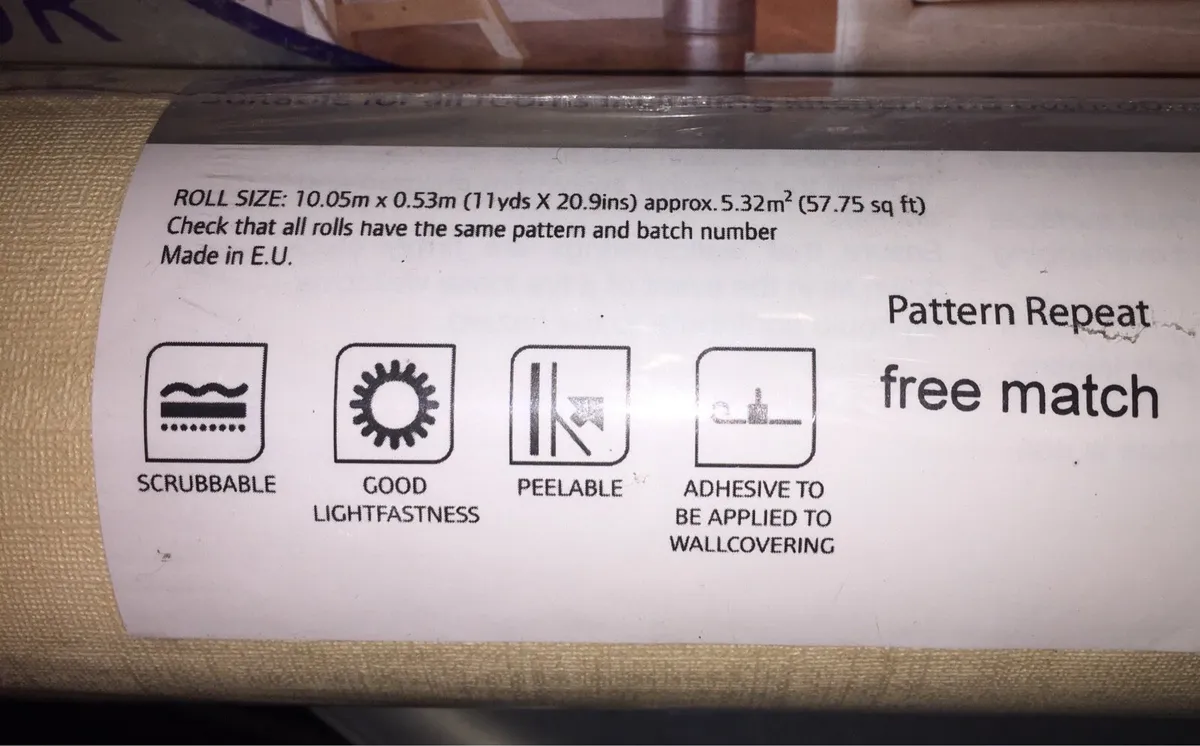 ROLL SIZE: 10.05m x 0.53m (11yds X 20.9ins) approx. 5.32m² (57.75 sq ft)
Check that all rolls have the same pattern and batch number
Made in E.U.
Pattern Repeat
free match
SCRUBBABLE
GOOD
LIGHTFASTNESS
PEELABLE
ADHESIVE TO
BE APPLIED TO
WALLCOVERING